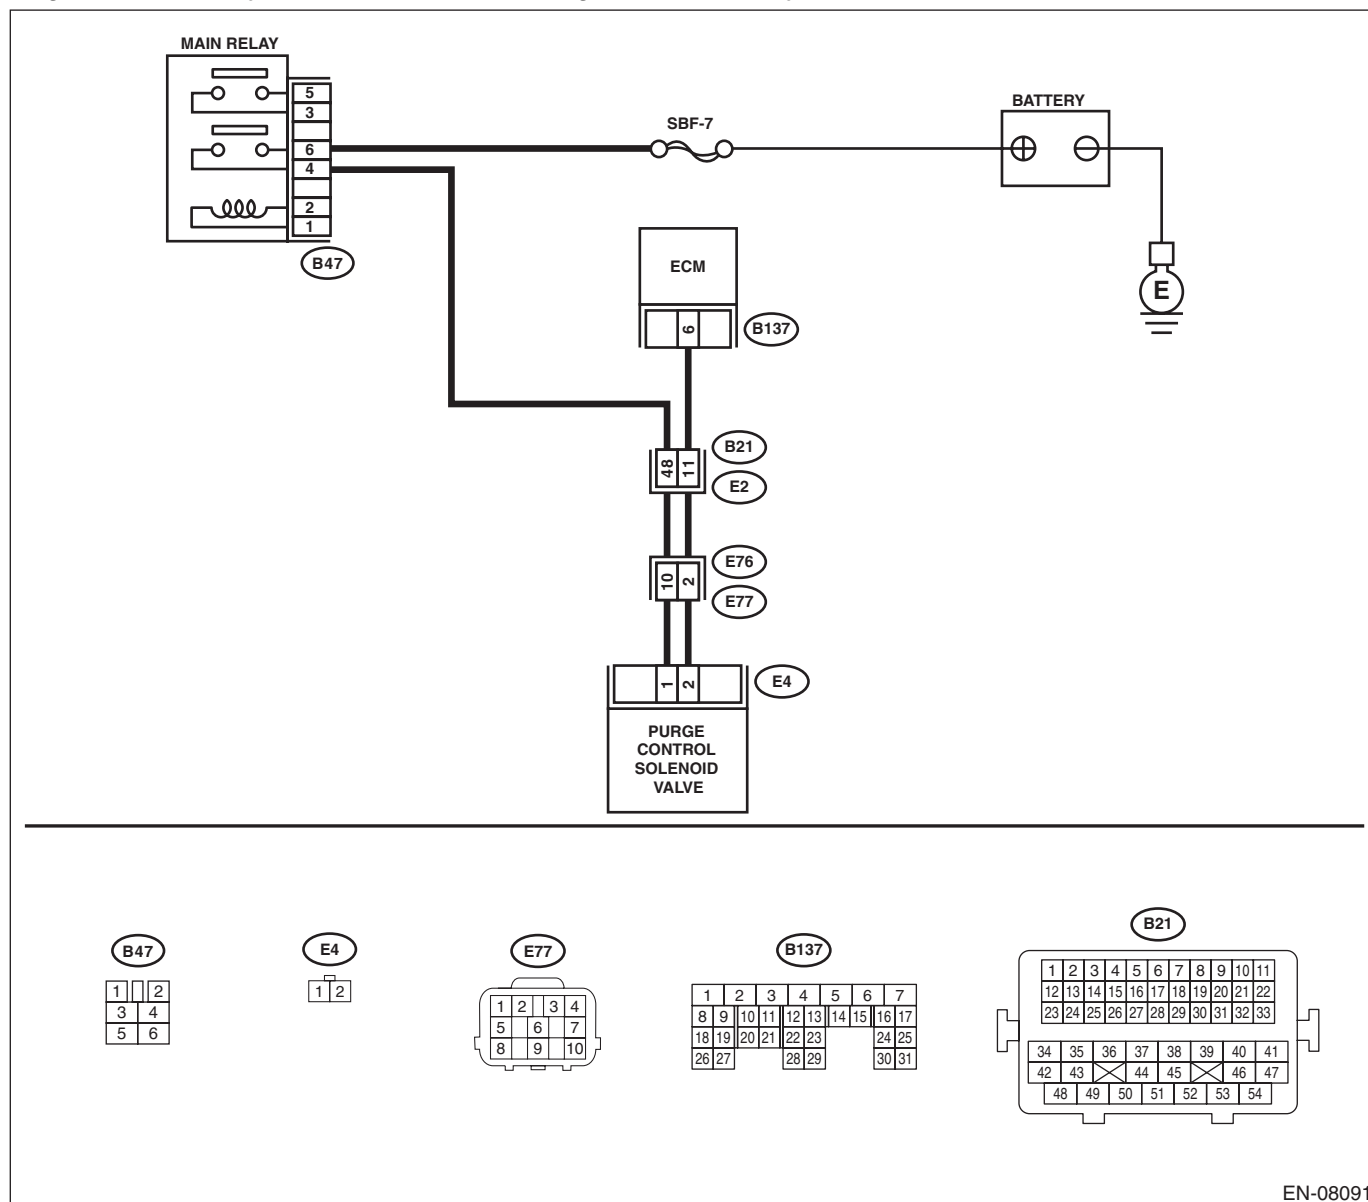 MAIN RELAY
5
3
6
4
2
1
B47
SBF-7
BATTERY
E
ECM
6
B137
48 11
B21
E2
10 2
E76
E77
1 2
E4
PURGE
CONTROL
SOLENOID
VALVE
B47
1 2
3 4
5 6
E4
1 2
E77
1 2 3 4
5 6 7
8 9 10
B137
1 2 3 4 5 6 7
8 9 10 11 12 13 14 15 16 17
18 19 20 21 22 23 24 25
26 27 28 29 30 31
B21
1 2 3 4 5 6 7 8 9 10 11
12 13 14 15 16 17 18 19 20 21 22
23 24 25 26 27 28 29 30 31 32 33
34 35 36 37 38 39 40 41
42 43 44 45 46 47
48 49 50 51 52 53 54
EN-08091